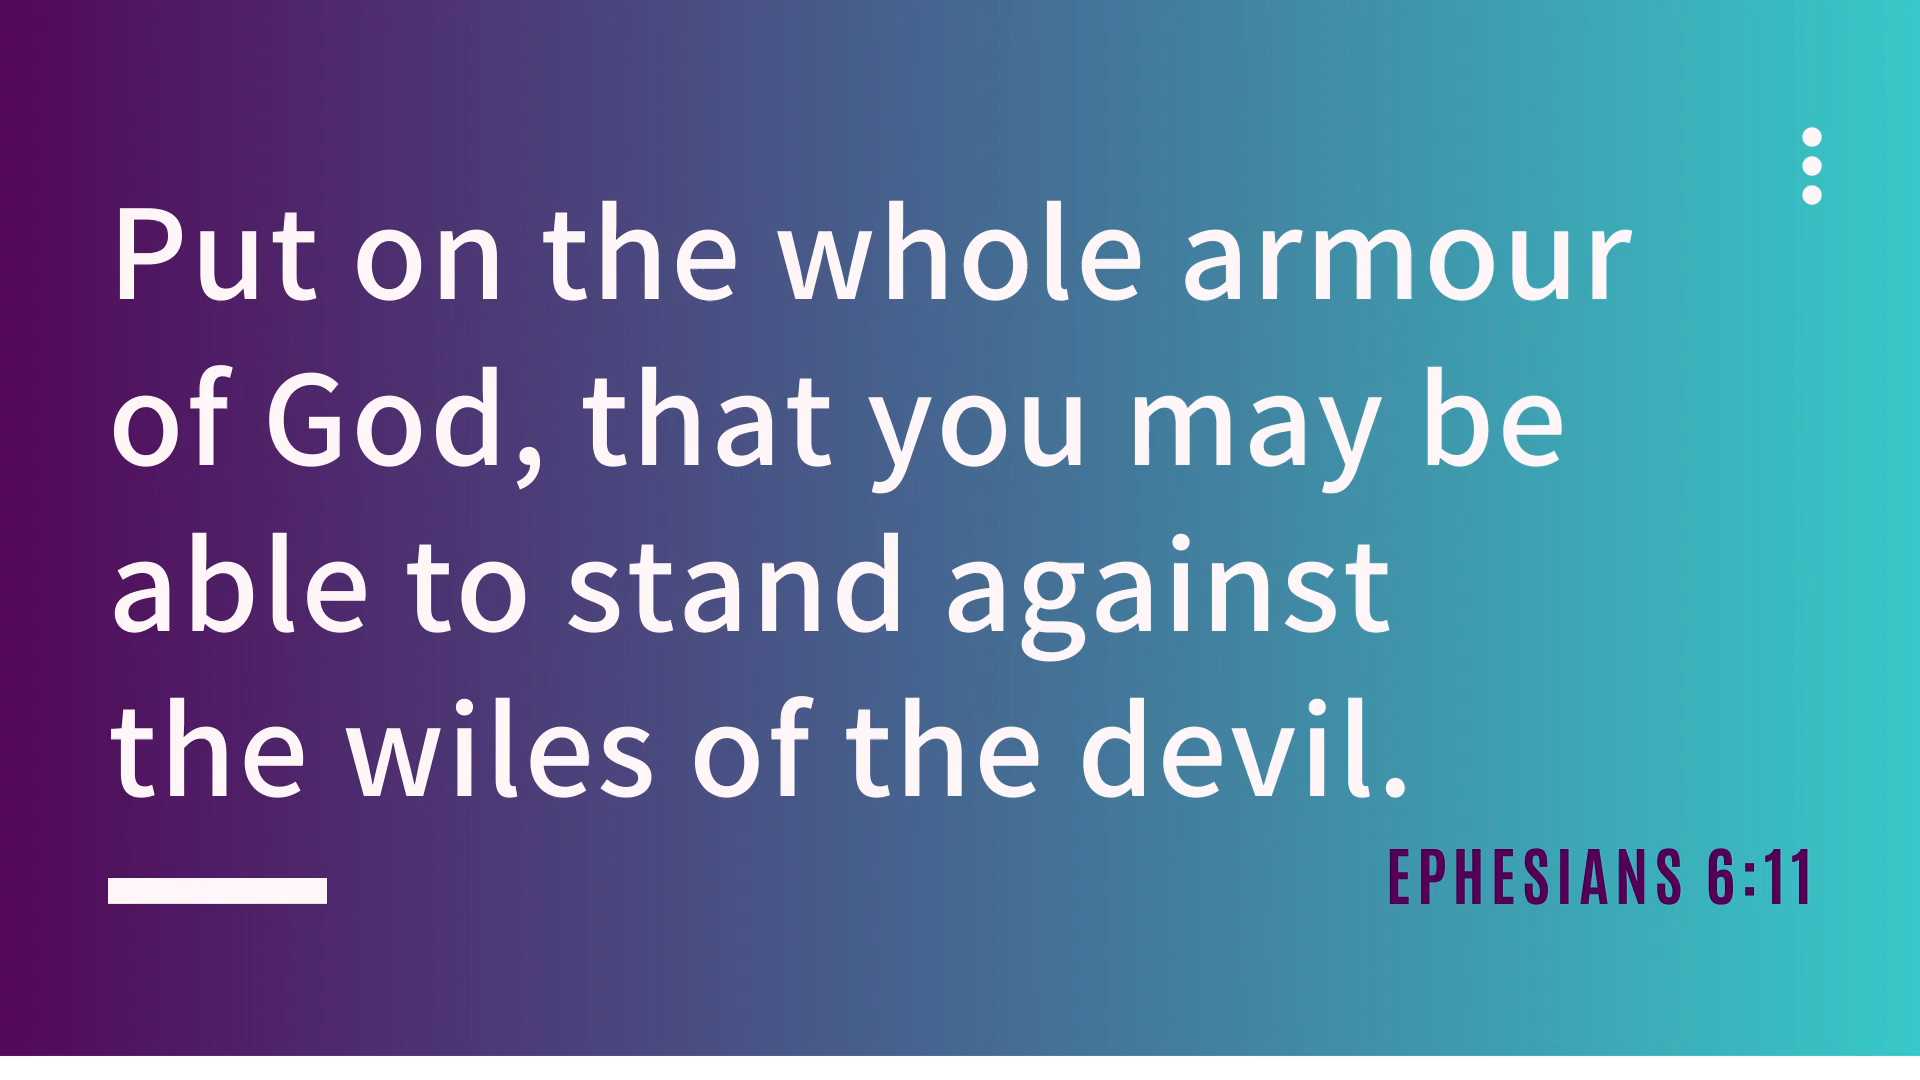 Put on the whole armour
of God, that you may be
able to stand against
the wiles of the devil.
EPHESIANS 6:11